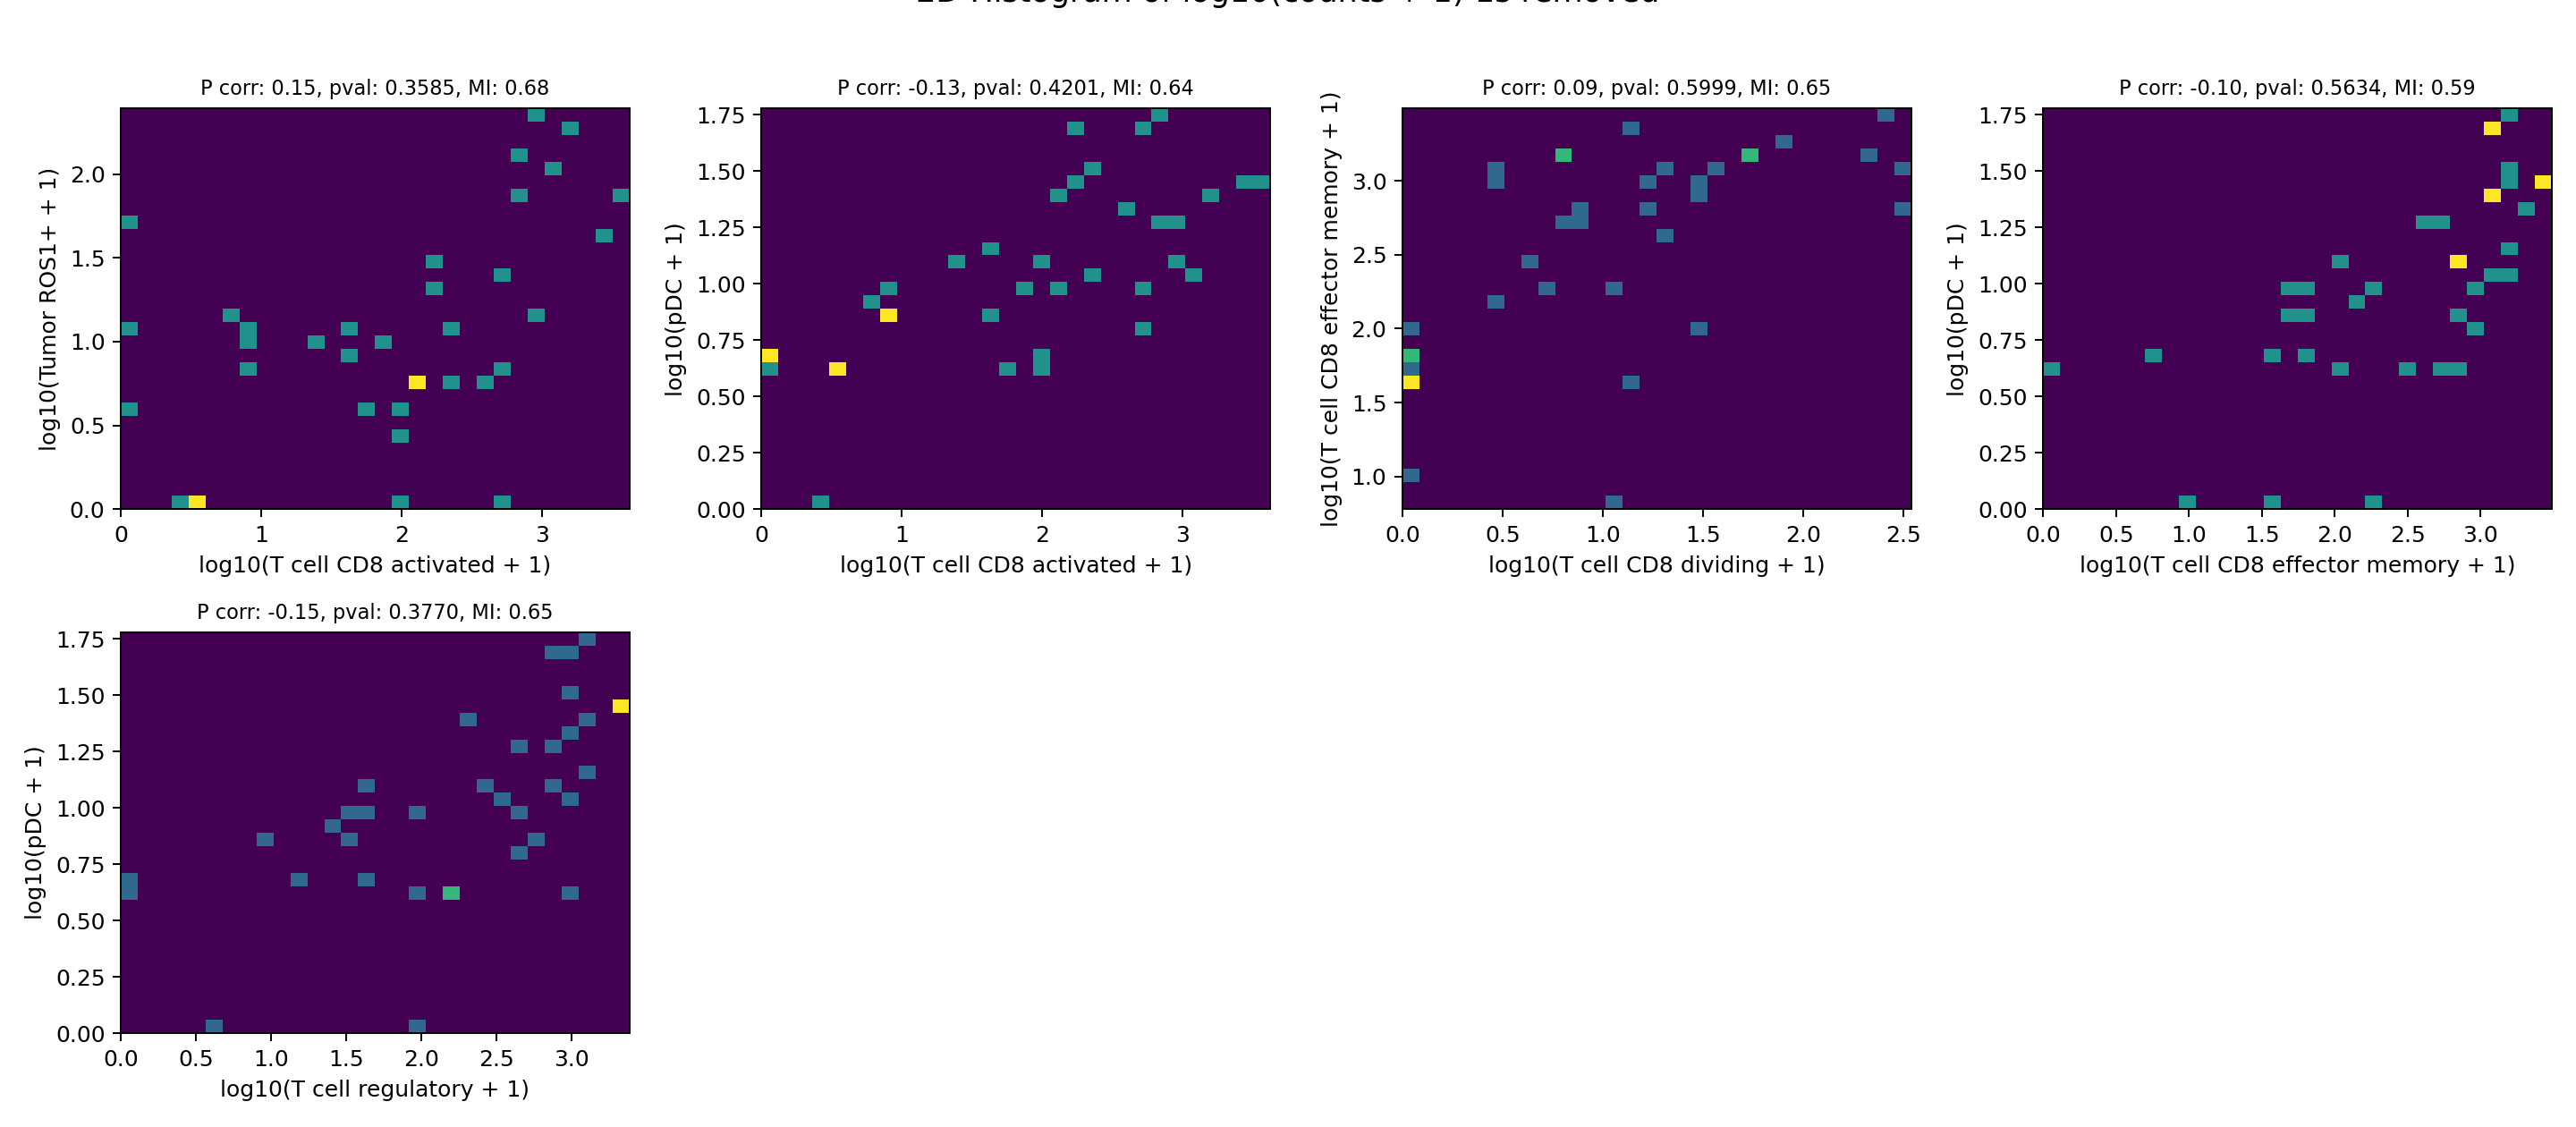 2D Histogram of log10(counts + 1) 1s removed
P corr: 0.15, pval: 0.3585, MI: 0.68
P corr: -0.13, pval: 0.4201, MI: 0.64
P corr: 0.09, pval: 0.5999, MI: 0.65
P corr: -0.10, pval: 0.5634, MI: 0.59
log10(Tumor ROS1+ + 1)
2.0
1.5
1.0
0.5
0.0
0 1 2 3
log10(T cell CD8 activated + 1)
log10(pDC + 1)
1.75
1.50
1.25
1.00
0.75
0.50
0.25
0.00
0 1 2 3
log10(T cell CD8 activated + 1)
log10(T cell CD8 effector memory + 1)
3.0
2.5
2.0
1.5
1.0
0.0 0.5 1.0 1.5 2.0 2.5
log10(T cell CD8 dividing + 1)
log10(pDC + 1)
1.75
1.50
1.25
1.00
0.75
0.50
0.25
0.00
0.0 0.5 1.0 1.5 2.0 2.5 3.0
log10(T cell CD8 effector memory + 1)
P corr: -0.15, pval: 0.3770, MI: 0.65
log10(pDC + 1)
1.75
1.50
1.25
1.00
0.75
0.50
0.25
0.00
0.0 0.5 1.0 1.5 2.0 2.5 3.0
log10(T cell regulatory + 1)